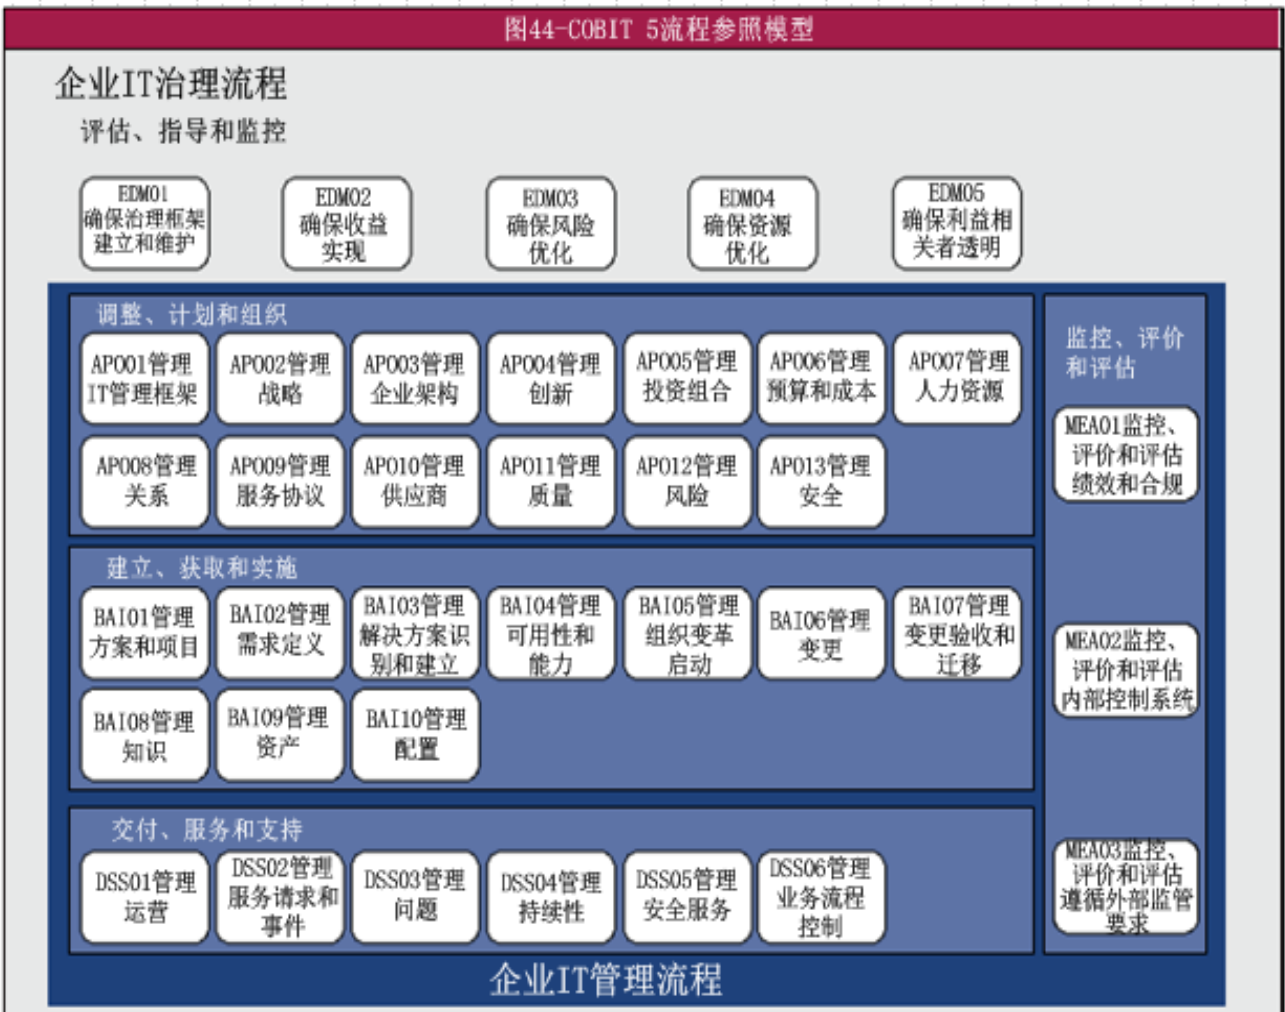 图44-COBIT 5流程参照模型
企业IT治理流程
评估、指导和监控
EDM01
确保治理框架
建立和维护
EDM02
确保收益
实现
EDM03
确保风险
优化
EDM04
确保资源
优化
EDM05
确保利益相
关者透明
调整、计划和组织
APO01管理
IT管理框架
APO02管理
战略
APO03管理
企业架构
APO04管理
创新
APO05管理
投资组合
APO06管理
预算和成本
APO07管理
人力资源
APO08管理
关系
APO09管理
服务协议
APO10管理
供应商
APO11管理
质量
APO12管理
风险
APO13管理
安全
建立、获取和实施
BAI01管理
方案和项目
BAI02管理
需求定义
BAI03管理
解决方案识
别和建立
BAI04管理
可用性和
能力
BAI05管理
组织变革
启动
BAI06管理
变更
BAI07管理
变更验收和
迁移
BAI08管理
知识
BAI09管理
资产
BAI10管理
配置
交付、服务和支持
DSS01管理
运营
DSS02管理
服务请求和
事件
DSS03管理
问题
DSS04管理
持续性
DSS05管理
安全服务
DSS06管理
业务流程
控制
监控、评价
和评估
MEA01监控、
评价和评估
绩效和合规
MEA02监控、
评价和评估
内部控制系统
MEA03监控、
评价和评估
遵循外部监管
要求
企业IT管理流程